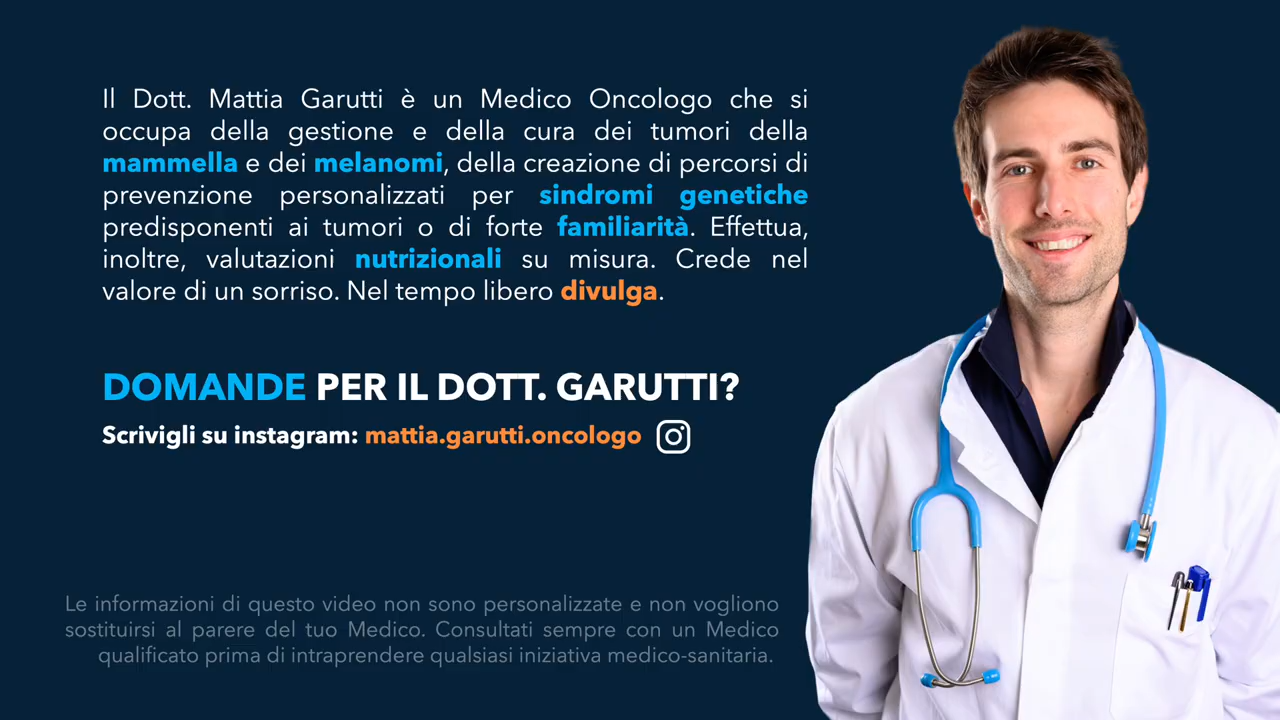 Il Dott. Mattia Garutti è un Medico Oncologo che si
occupa della gestione e della cura dei tumori della
mammella e dei melanomi, della creazione di percorsi di
prevenzione personalizzati per sindromi genetiche
predisponenti ai tumori o di forte familiarità. Effettua,
inoltre, valutazioni nutrizionali su misura. Crede nel
valore di un sorriso. Nel tempo libero divulga.
DOMANDE PER IL DOTT. GARUTTI?
Scrivigli su instagram: mattia.garutti.oncologo
Le informazioni di questo video non sono personalizzate e non vogliono
sostituirsi al parere del tuo Medico. Consultati sempre con un Medico
qualificato prima di intraprendere qualsiasi iniziativa medico-sanitaria.